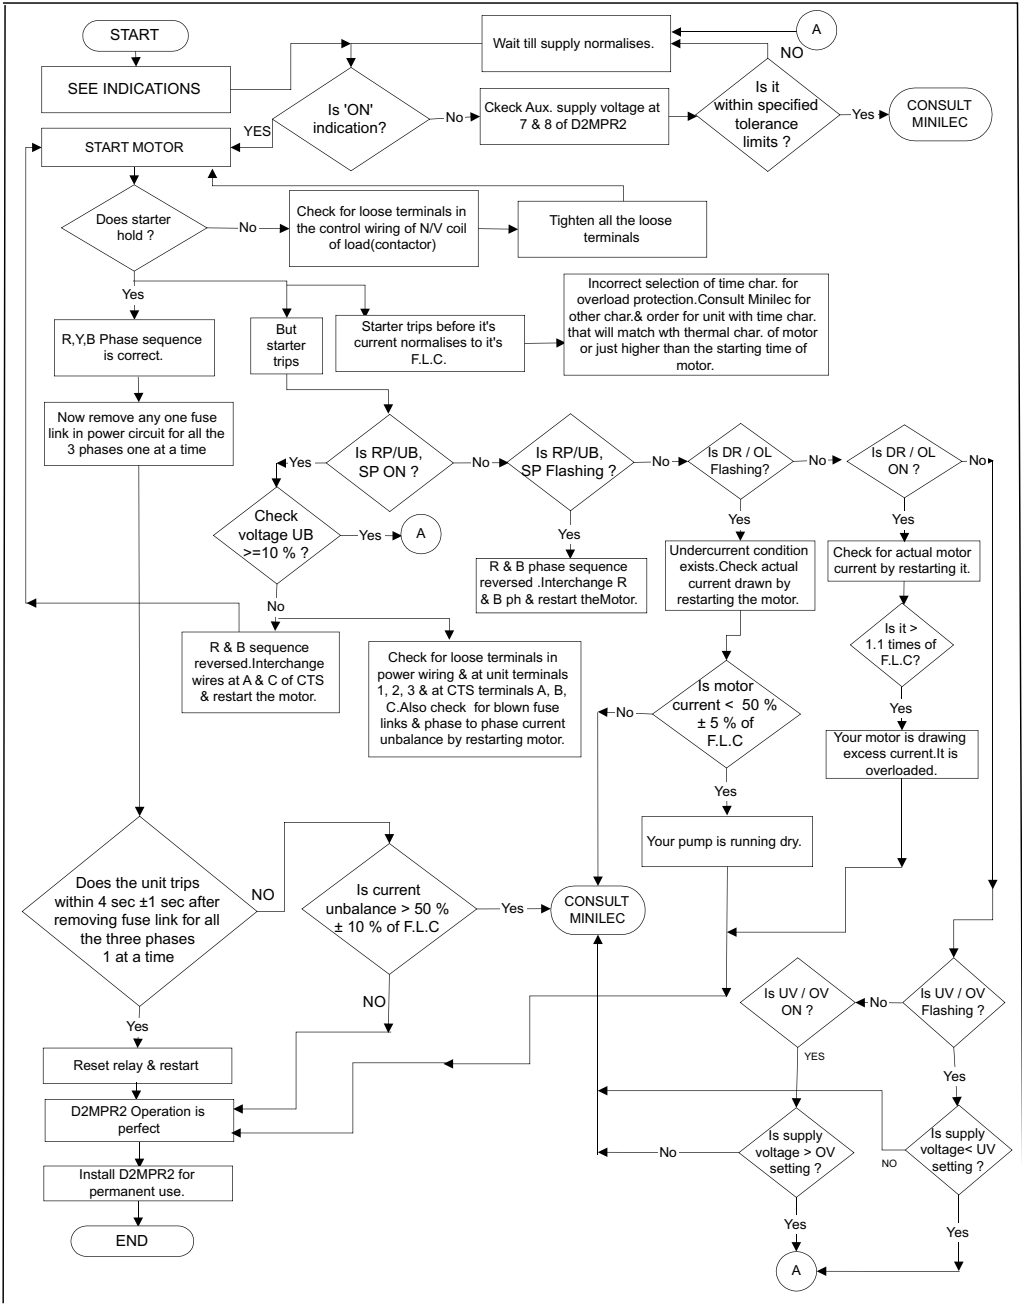 START
SEE INDICATIONS
Wait till supply normalises.
A
NO
Is 'ON'
indication?
No
Ckeck Aux. supply voltage at
7 & 8 of D2MPR2
Is it
within specified
tolerance
limits ?
Yes
CONSULT
MINILEC
YES
START MOTOR
Does starter
hold ?
No
Check for loose terminals in
the control wiring of N/V coil
of load(contactor)
Tighten all the loose
terminals
Yes
R,Y,B Phase sequence
is correct.
But
starter
trips
Starter trips before it's
current normalises to it's
F.L.C.
Incorrect selection of time char. for
overload protection.Consult Minilec for
other char.& order for unit with time char.
that will match wth thermal char. of motor
or just higher than the starting time of
motor.
Now remove any one fuse
link in power circuit for all the
3 phases one at a time
Yes
Is RP/UB,
SP ON ?
No
Is RP/UB,
SP Flashing ?
No
Is DR / OL
Flashing?
No
Is DR / OL
ON ?
No
Check
voltage UB
>=10 % ?
Yes
A
Yes
Yes
Yes
R & B phase sequence
reversed .Interchange R
& B ph & restart theMotor.
Undercurrent condition
exists.Check actual
current drawn by
restarting the motor.
Check for actual motor
current by restarting it.
No
R & B sequence
reversed.Interchange
wires at A & C of CTS
& restart the motor.
Check for loose terminals in
power wiring & at unit terminals
1, 2, 3 & at CTS terminals A, B,
C.Also check for blown fuse
links & phase to phase current
unbalance by restarting motor.
Is it >
1.1 times of
F.L.C?
No
Is motor
current < 50 %
± 5 % of
F.L.C
Yes
Your motor is drawing
excess current.It is
overloaded.
Yes
Your pump is running dry.
Does the unit trips
within 4 sec ±1 sec after
removing fuse link for all
the three phases
1 at a time
NO
Is current
unbalance > 50 %
± 10 % of F.L.C
Yes
CONSULT
MINILEC
NO
Is UV / OV
ON ?
No
Is UV / OV
Flashing ?
Yes
Reset relay & restart
YES
Yes
D2MPR2 Operation is
perfect
Is supply
voltage > OV
setting ?
No
Is supply
voltage< UV
setting ?
NO
Install D2MPR2 for
permanent use.
Yes
Yes
END
A